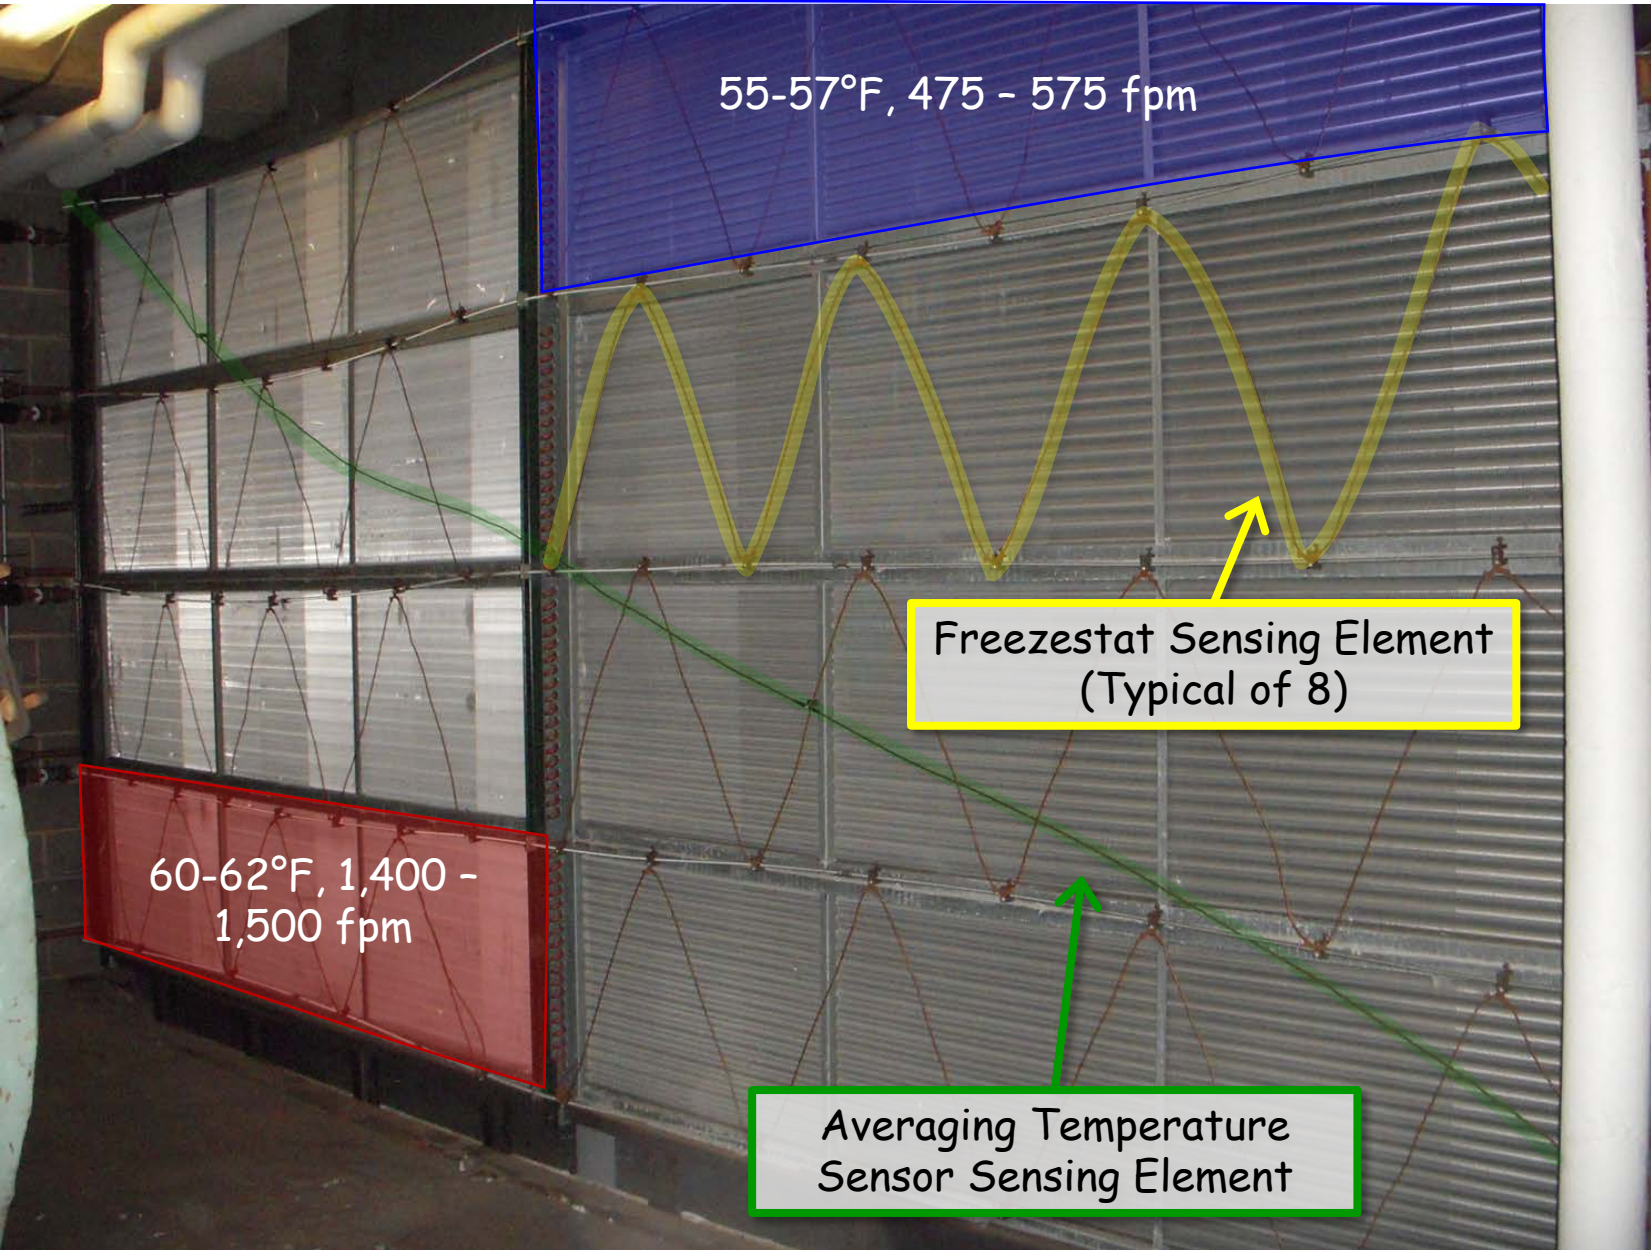 55-57°F, 475 – 575 fpm
Freezestat Sensing Element
(Typical of 8)
60-62°F, 1,400 –
1,500 fpm
Averaging Temperature
Sensor Sensing Element